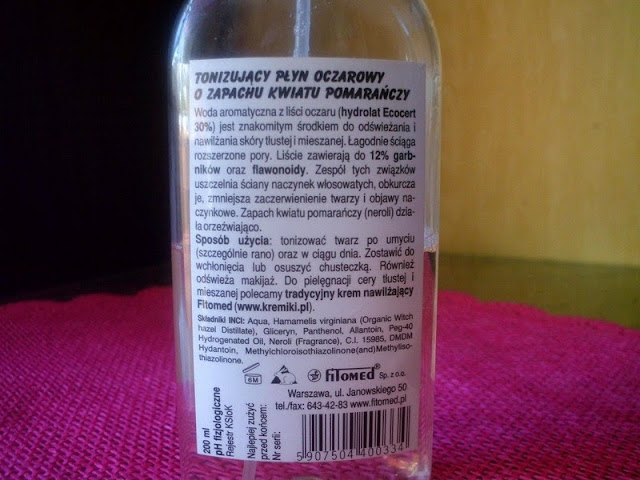 TONIZUJĄCY PŁYN OCZAROWY
O ZAPACHU KWIATU POMARAŃCZY
Woda aromatyczna z liści oczaru (hydrolat Ecocert
30%) jest znakomitym środkiem do odświeżania i
nawilżania skóry tłustej i mieszanej. Łagodnie ściąga
rozszerzone pory. Liście zawierają do 12% garb-
ników oraz flawonoidy. Zespół tych związków
uszczelnia ściany naczynek włosowatych, obkurcza
je, zmniejsza zaczerwienienie twarzy i objawy na-
czynkowe. Zapach kwiatu pomarańczy (neroli) dzia-
ła orzeźwiająco.
Sposób użycia: tonizować twarz po umyciu
(szczególnie rano) oraz w ciągu dnia. Zostawić do
wchłonięcia lub osuszyć chusteczką. Również
odświeża makijaż. Do pielęgnacji cery tłustej i
mieszanej polecamy tradycyjny krem nawilżający
Fitomed (www.kremiki.pl).
Składniki INCI: Aqua, Hamamelis virginiana (Organic Witch
hazel Distillate), Gliceryn, Panthenol, Allantoin, Peg-40
Hydrogenated Oil, Neroli (Fragrance), C.I. 15985, DMDM
Hydantoin, Methylchloroisothiazolinone(and)Methyliso-
thiazolinone.
6M
FITOMED® Sp. z o.o.
Warszawa, ul. Janowskiego 50
tel./fax: 643-42-83 www.fitomed.pl
200 ml
pH fizjologiczne
Rejestr KSIoK
Najlepiej zużyć
przed końcem:
Nr serii:
5907504400334